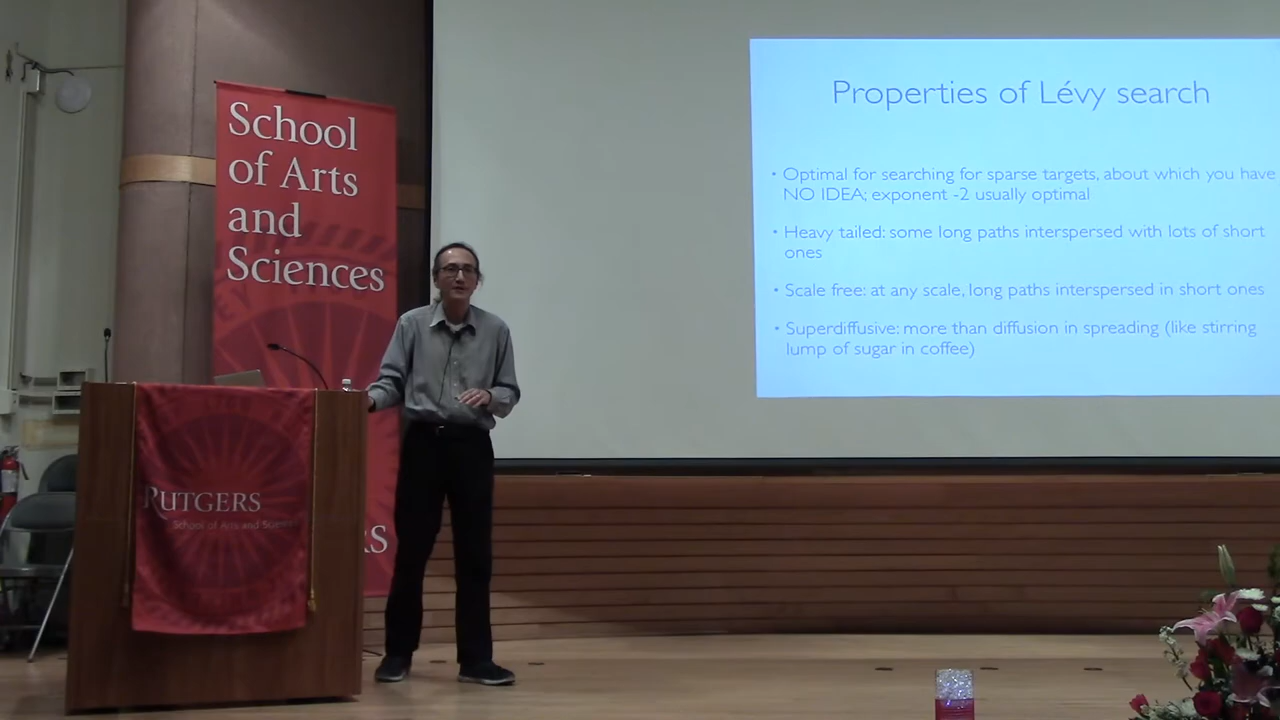 School
of Arts
and
Sciences
RS
RUTGERS
School of Arts and Sciences
Properties of Lévy search
• Optimal for searching for sparse targets, about which you have
NO IDEA; exponent -2 usually optimal
• Heavy tailed: some long paths interspersed with lots of short
ones
• Scale free: at any scale, long paths interspersed in short ones
• Superdiffusive: more than diffusion in spreading (like stirring
lump of sugar in coffee)